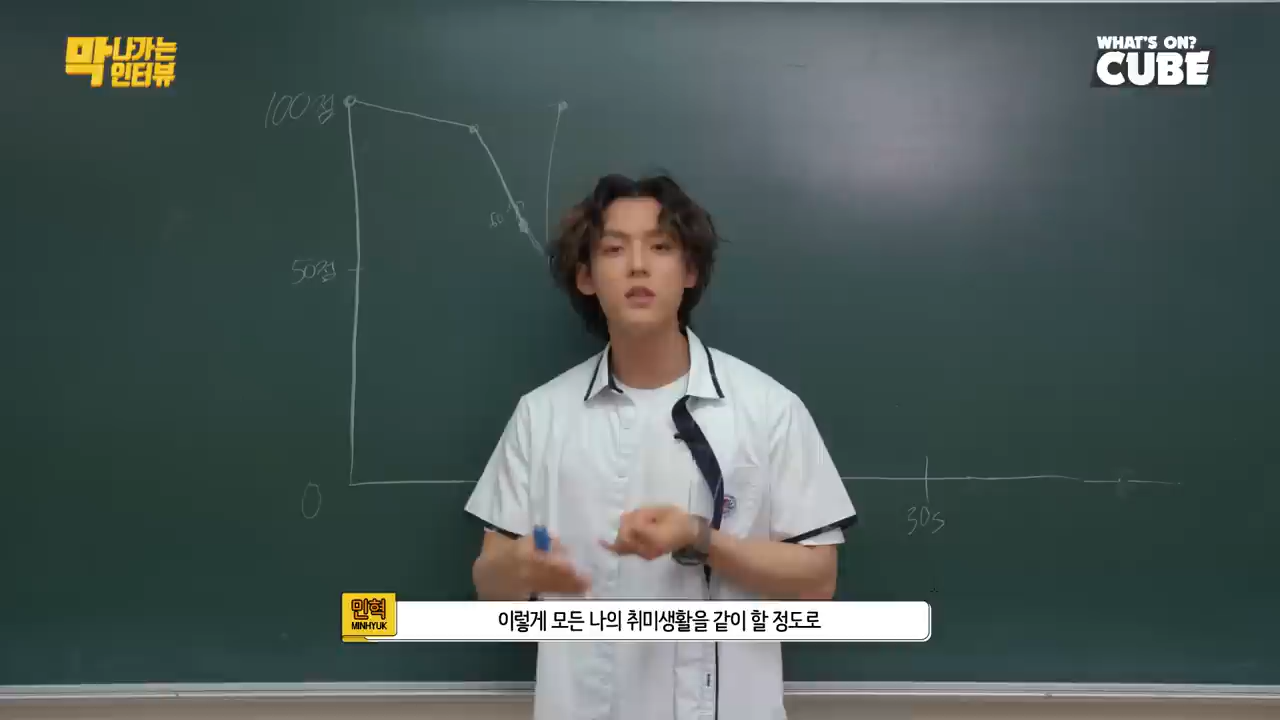 막나가는
인터뷰
WHAT'S ON?
CUBE
100점
50점
0
30s
민혁
MINHYUK
이렇게 모든 나의 취미생활을 같이 할 정도로